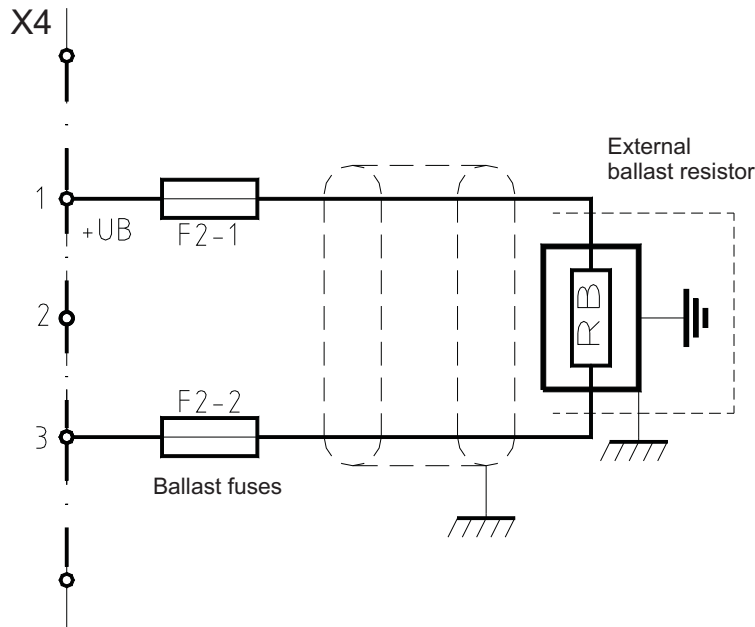 X4
External
ballast resistor
1
+UB
F2-1
RB
2
F2-2
3
Ballast fuses